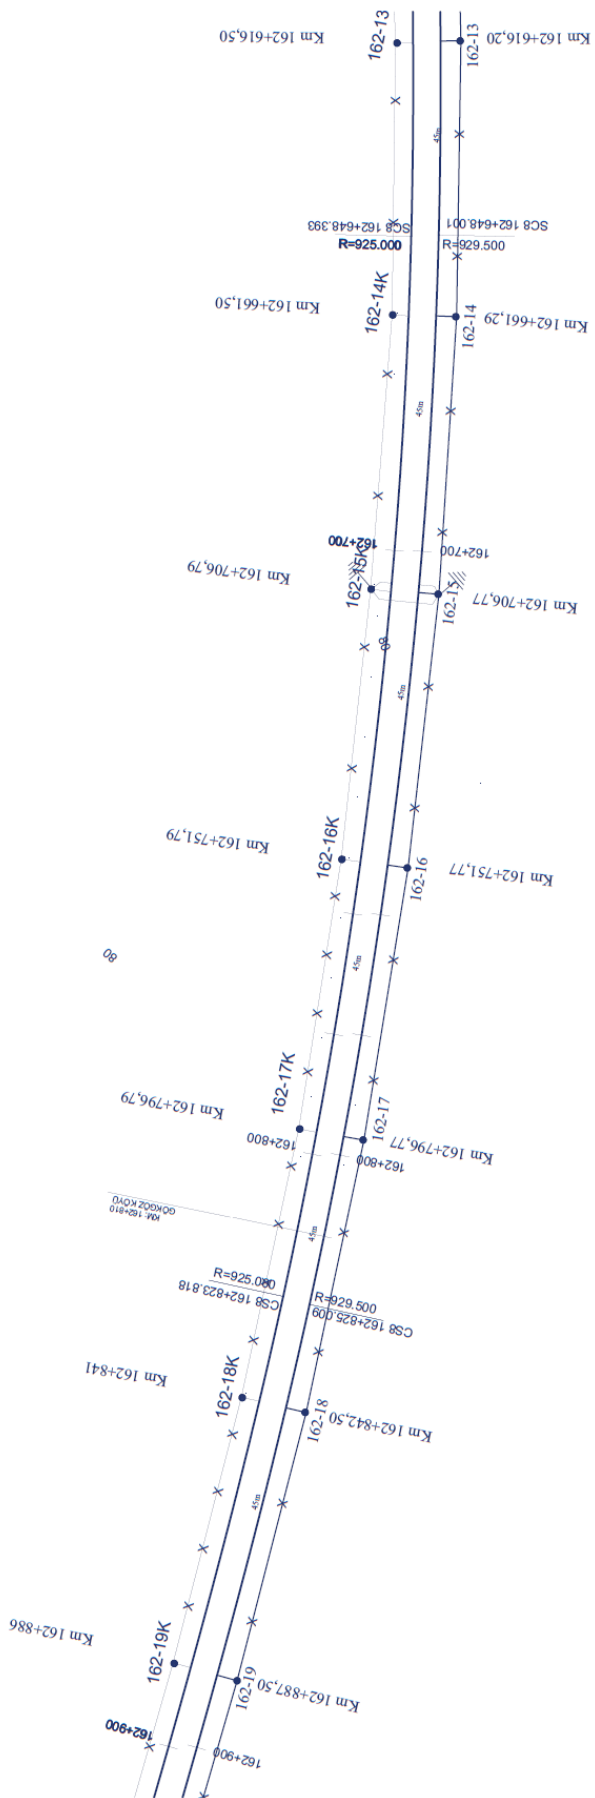 162-13
Km 162+616,50
162-13
Km 162+616,20
45m
SC8 162+648.393
R=925.000
SC8 162+648.001
R=929.500
162-14K
Km 162+661,50
162-14
Km 162+661,29
45m
162+700
162+700
162-15K
Km 162+706,79
162-15
Km 162+706,77
80
45m
162-16K
Km 162+751,79
162-16
Km 162+751,77
80
45m
162-17K
Km 162+796,79
162-17
Km 162+796,77
162+800
162+800
KM: 162+810
GÖKGÖZ KÖYÜ
45m
R=925.000
CS8 162+823.818
R=929.500
CS8 162+825.009
162-18K
Km 162+841
162-18
Km 162+842,50
45m
162-19K
Km 162+886
162-19
Km 162+887,50
162+900
162+900